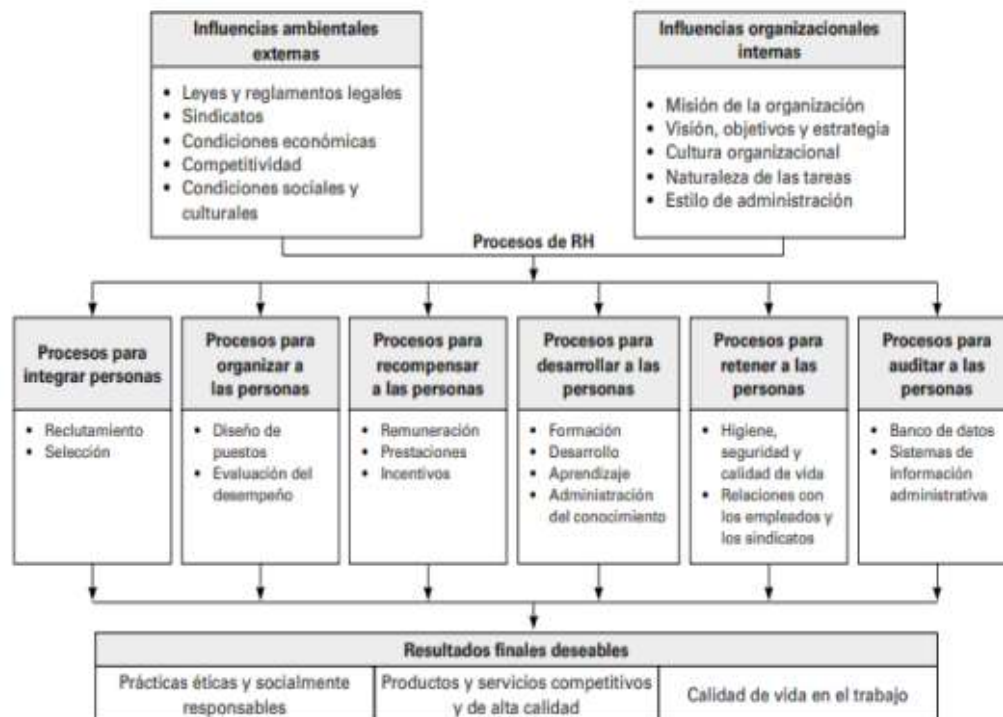 Influencias ambientales
externas
• Leyes y reglamentos legales
• Sindicatos
• Condiciones económicas
• Competitividad
• Condiciones sociales y
culturales
Influencias organizacionales
internas
• Misión de la organización
• Visión, objetivos y estrategia
• Cultura organizacional
• Naturaleza de las tareas
• Estilo de administración
Procesos de RH
Procesos para
integrar personas
• Reclutamiento
• Selección
Procesos para
organizar a
las personas
• Diseño de
puestos
• Evaluación del
desempeño
Procesos para
recompensar
a las personas
• Remuneración
• Prestaciones
• Incentivos
Procesos para
desarrollar a las
personas
• Formación
• Desarrollo
• Aprendizaje
• Administración
del conocimiento
Procesos para
retener a las
personas
• Higiene,
seguridad y
calidad de vida
• Relaciones con
los empleados y
los sindicatos
Procesos para
auditar a las
personas
• Banco de datos
• Sistemas de
información
administrativa
Resultados finales deseables
Prácticas éticas y socialmente
responsables
Productos y servicios competitivos
y de alta calidad
Calidad de vida en el trabajo